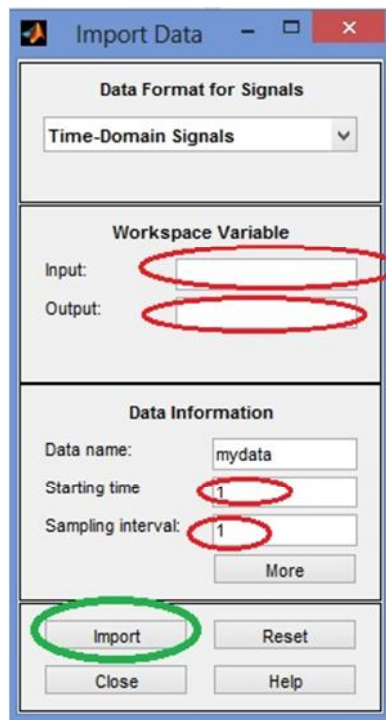 Import Data
Data Format for Signals
Time-Domain Signals
Workspace Variable
Input:
Output:
Data Information
Data name: mydata
Starting time 1
Sampling interval: 1
More
Import Reset
Close Help